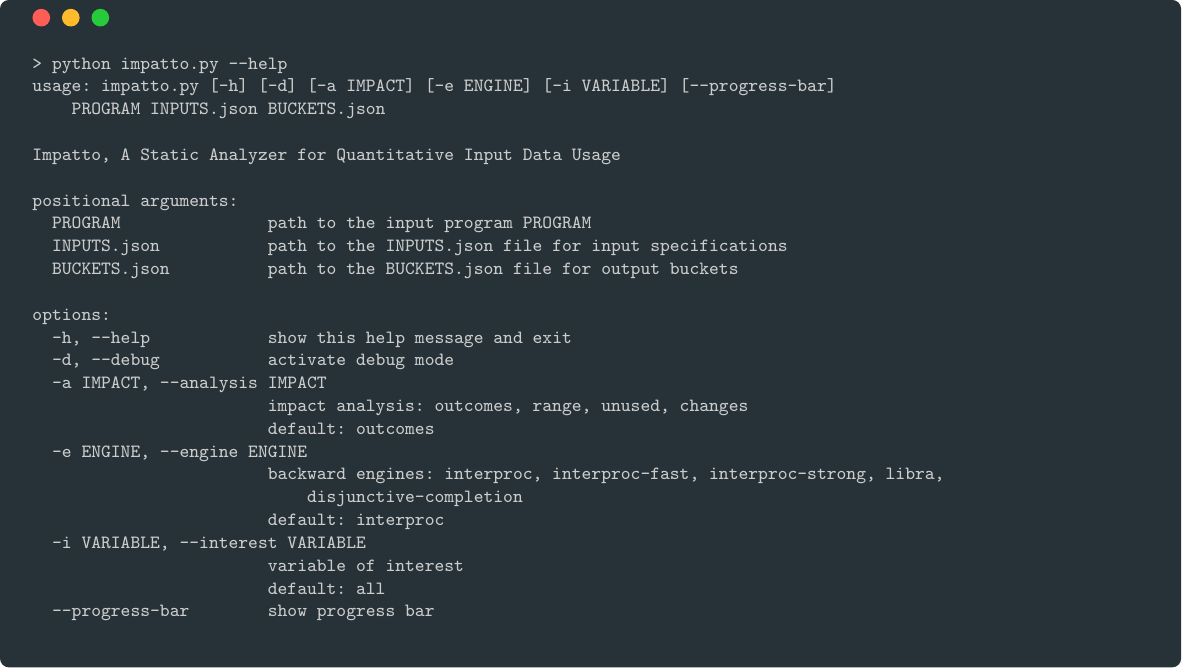 > python impatto.py --help
usage: impatto.py [-h] [-d] [-a IMPACT] [-e ENGINE] [-i VARIABLE] [--progress-bar]
    PROGRAM INPUTS.json BUCKETS.json

Impatto, A Static Analyzer for Quantitative Input Data Usage

positional arguments:
  PROGRAM               path to the input program PROGRAM
  INPUTS.json           path to the INPUTS.json file for input specifications
  BUCKETS.json          path to the BUCKETS.json file for output buckets

options:
  -h, --help            show this help message and exit
  -d, --debug           activate debug mode
  -a IMPACT, --analysis IMPACT
                        impact analysis: outcomes, range, unused, changes
                        default: outcomes
  -e ENGINE, --engine ENGINE
                        backward engines: interproc, interproc-fast, interproc-strong, libra,
                            disjunctive-completion
                        default: interproc
  -i VARIABLE, --interest VARIABLE
                        variable of interest
                        default: all
  --progress-bar        show progress bar